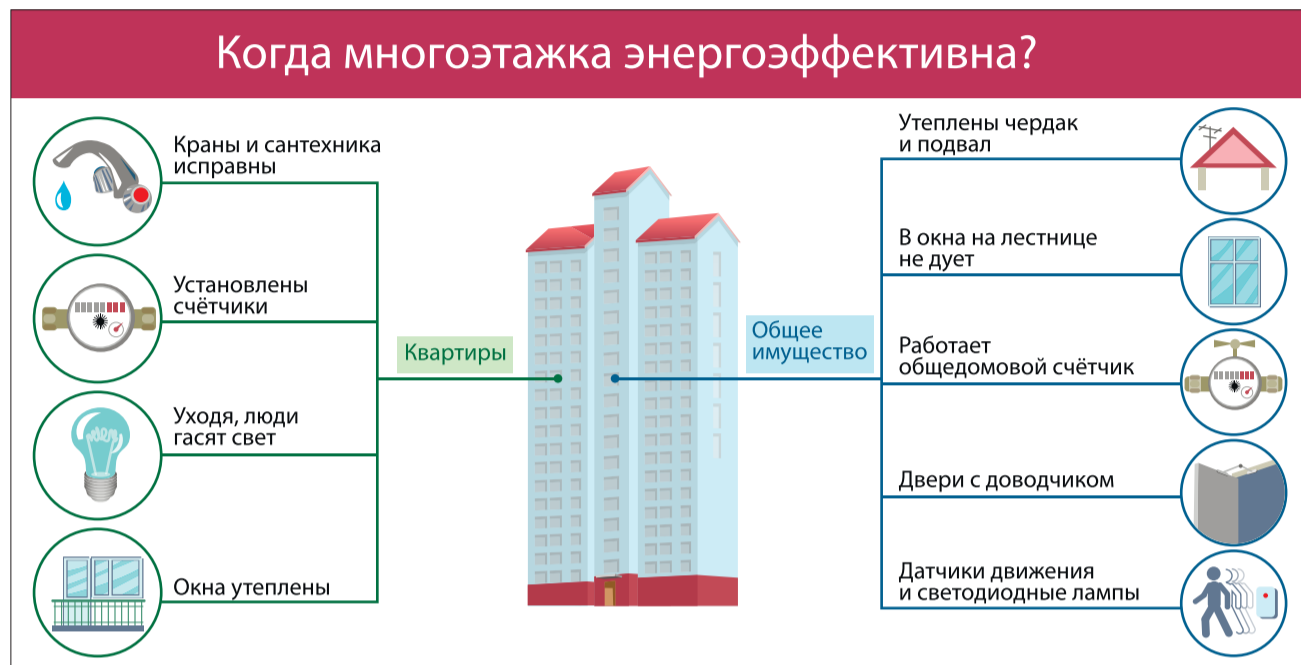 Когда многоэтажка энергоэффективна?
Краны и сантехника
исправны
Установлены
счётчики
Уходя, люди
гасят свет
Окна утеплены
Квартиры
Общее
имущество
Утеплены чердак
и подвал
В окна на лестнице
не дует
Работает
общедомовой счётчик
Двери с доводчиком
Датчики движения
и светодиодные лампы